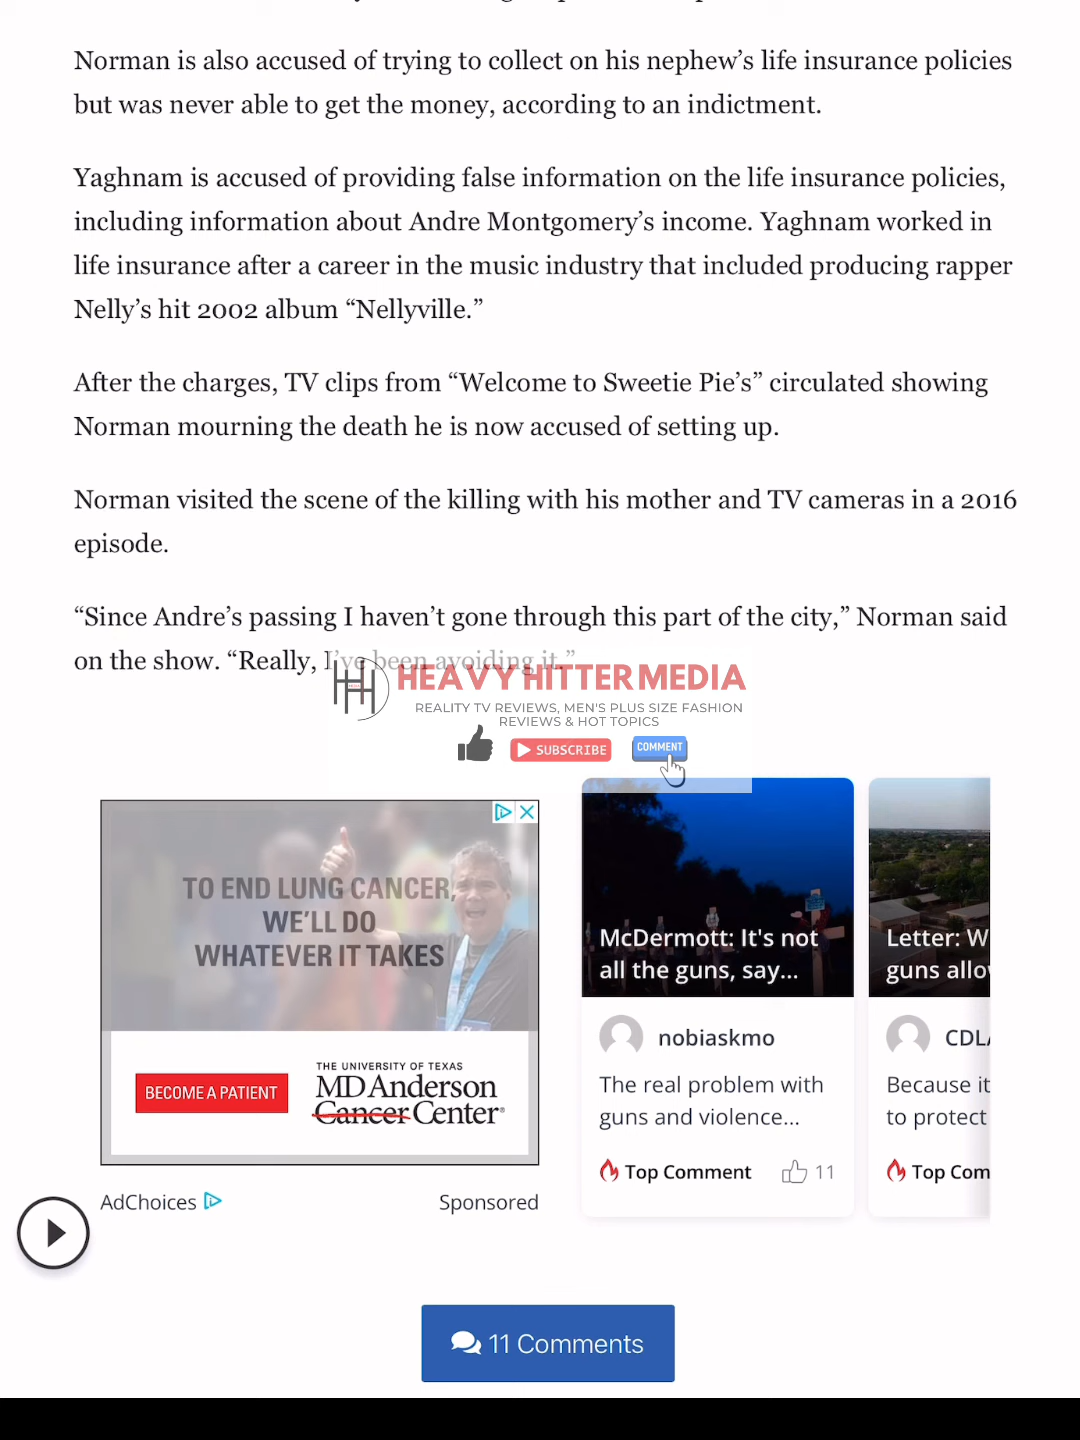 Norman is also accused of trying to collect on his nephew’s life insurance policies
but was never able to get the money, according to an indictment.
Yaghnam is accused of providing false information on the life insurance policies,
including information about Andre Montgomery’s income. Yaghnam worked in
life insurance after a career in the music industry that included producing rapper
Nelly’s hit 2002 album “Nellyville.”
After the charges, TV clips from “Welcome to Sweetie Pie’s” circulated showing
Norman mourning the death he is now accused of setting up.
Norman visited the scene of the killing with his mother and TV cameras in a 2016
episode.
“Since Andre’s passing I haven’t gone through this part of the city,” Norman said
on the show. “Really, I’ve been avoiding it.”
HEAVY HITTER MEDIA
REALITY TV REVIEWS, MEN'S PLUS SIZE FASHION
REVIEWS & HOT TOPICS
SUBSCRIBE
COMMENT
TO END LUNG CANCER,
WE’LL DO
WHATEVER IT TAKES
BECOME A PATIENT
THE UNIVERSITY OF TEXAS
MD Anderson
Cancer Center®
AdChoices
Sponsored
McDermott: It's not
all the guns, say...
nobiaskmo
The real problem with
guns and violence...
Top Comment
11
Letter: W
guns allo
CDL
Because it
to protect
Top Com
11 Comments